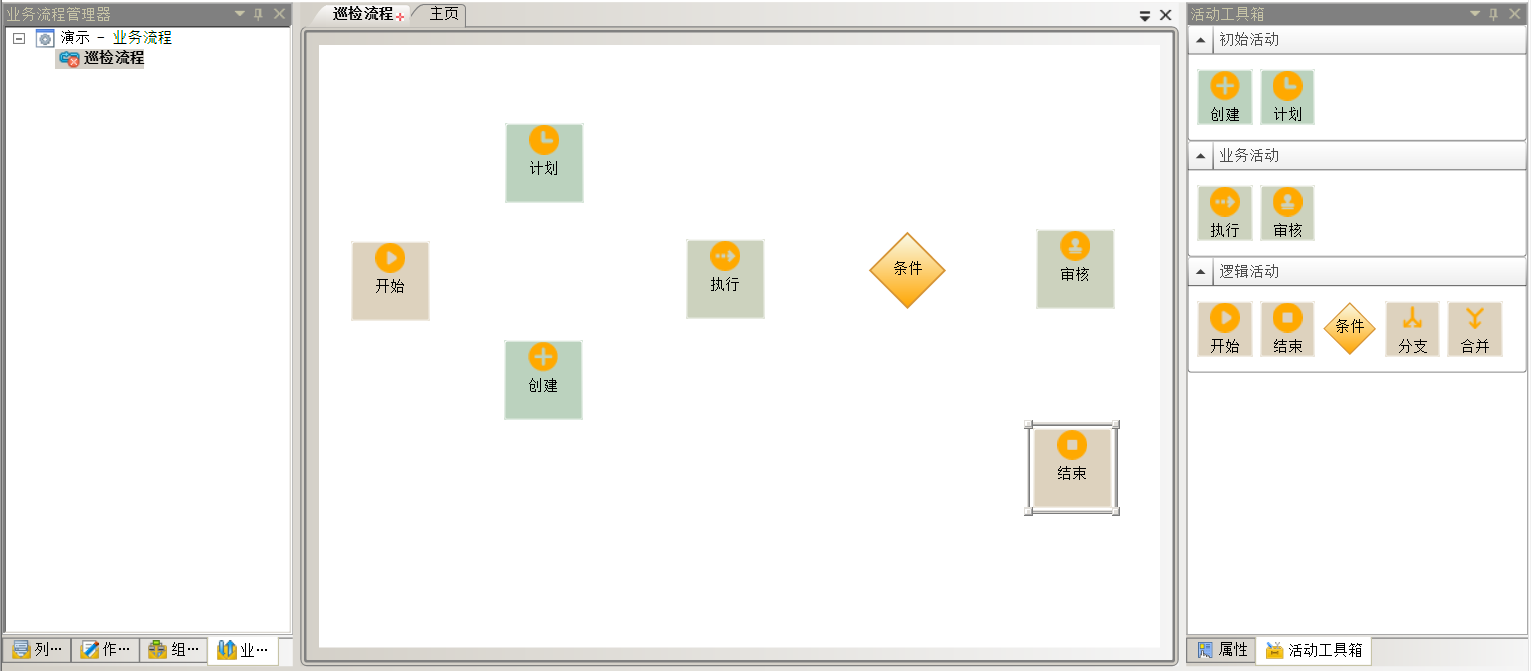 业务流程管理器
演示 - 业务流程
巡检流程
列…
作…
组…
业…
巡检流程
主页
计划
开始
执行
条件
审核
创建
结束
活动工具箱
初始活动
创建 计划
业务活动
执行 审核
逻辑活动
开始 结束 条件 分支 合并
属性
活动工具箱